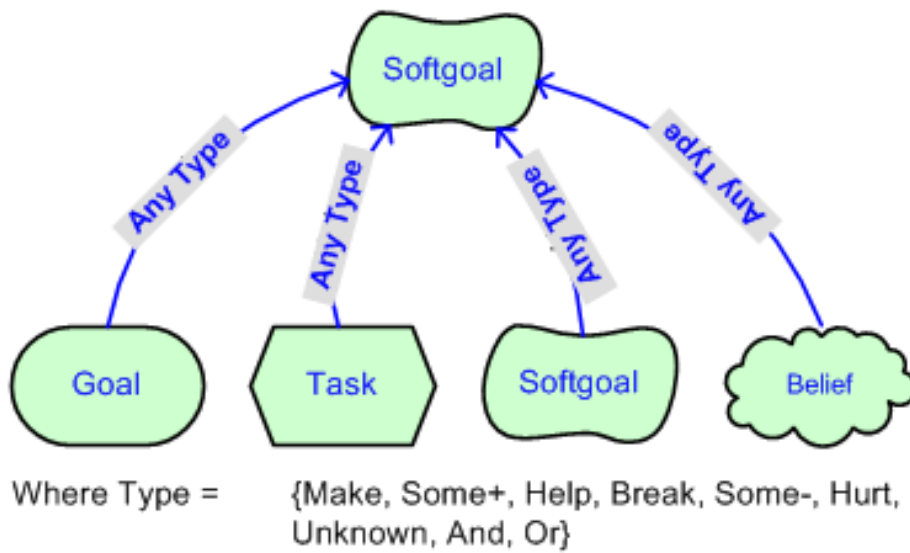 Softgoal
Any Type
Any Type
Any Type
Any Type
Goal
Task
Softgoal
Belief
Where Type = {Make, Some+, Help, Break, Some-, Hurt,
Unknown, And, Or}